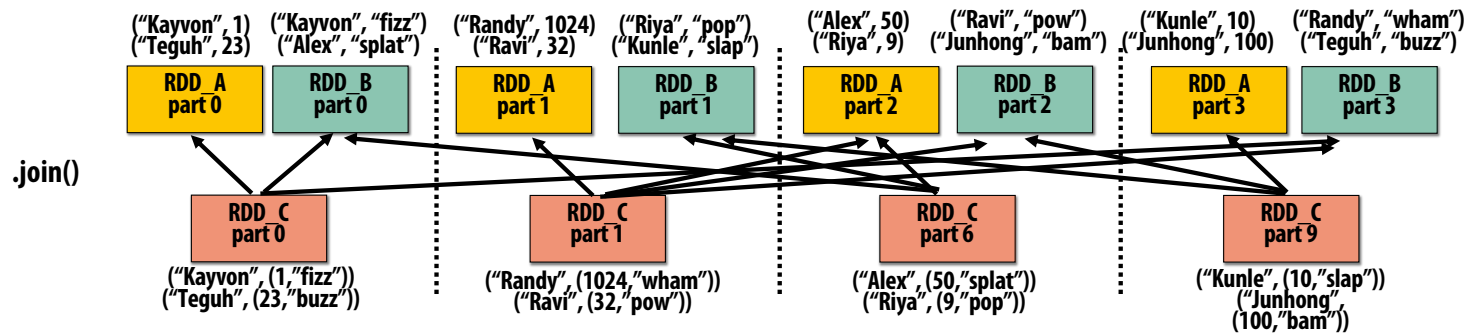 ("Kayvon", 1)
("Teguh", 23)
("Kayvon", "fizz")
("Alex", "splat")
("Randy", 1024)
("Ravi", 32)
("Riya", "pop")
("Kunle", "slap")
("Alex", 50)
("Riya", 9)
("Ravi", "pow")
("Junhong", "bam")
("Kunle", 10)
("Junhong", 100)
("Randy", "wham")
("Teguh", "buzz")
RDD_A
part 0
RDD_B
part 0
RDD_A
part 1
RDD_B
part 1
RDD_A
part 2
RDD_B
part 2
RDD_A
part 3
RDD_B
part 3
.join()
RDD_C
part 0
RDD_C
part 1
RDD_C
part 6
RDD_C
part 9
("Kayvon", (1,"fizz"))
("Teguh", (23,"buzz"))
("Randy", (1024,"wham"))
("Ravi", (32,"pow"))
("Alex", (50,"splat"))
("Riya", (9,"pop"))
("Kunle", (10,"slap"))
("Junhong",
(100,"bam"))